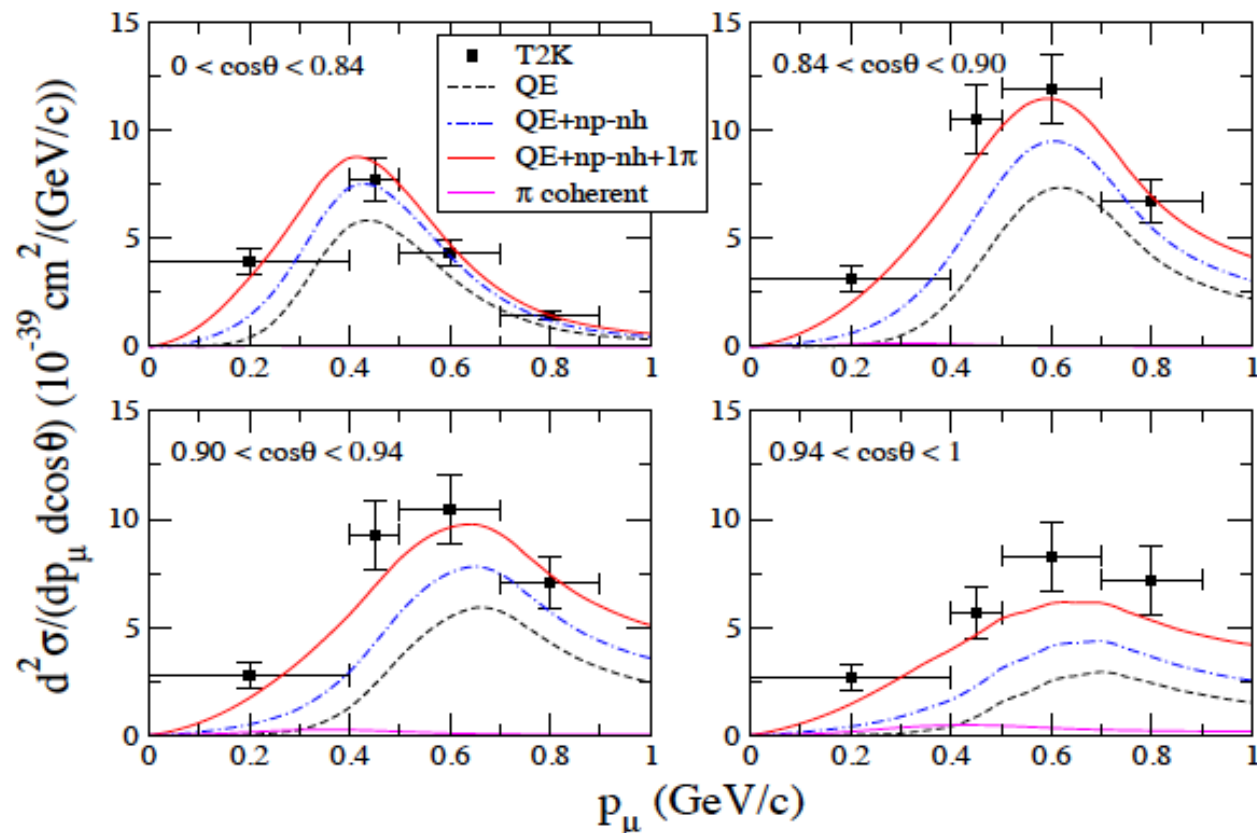 d²σ/(dp_μ dcosθ) (10⁻³⁹ cm²/(GeV/c))
15
10
5
0
0 < cosθ < 0.84
0 0.2 0.4 0.6 0.8 1
T2K
QE
QE+np-nh
QE+np-nh+1π
π coherent
15
10
5
0
0.84 < cosθ < 0.90
0 0.2 0.4 0.6 0.8 1
15
10
5
0
0.90 < cosθ < 0.94
0 0.2 0.4 0.6 0.8 1
15
10
5
0
0.94 < cosθ < 1
0 0.2 0.4 0.6 0.8 1
p_μ (GeV/c)